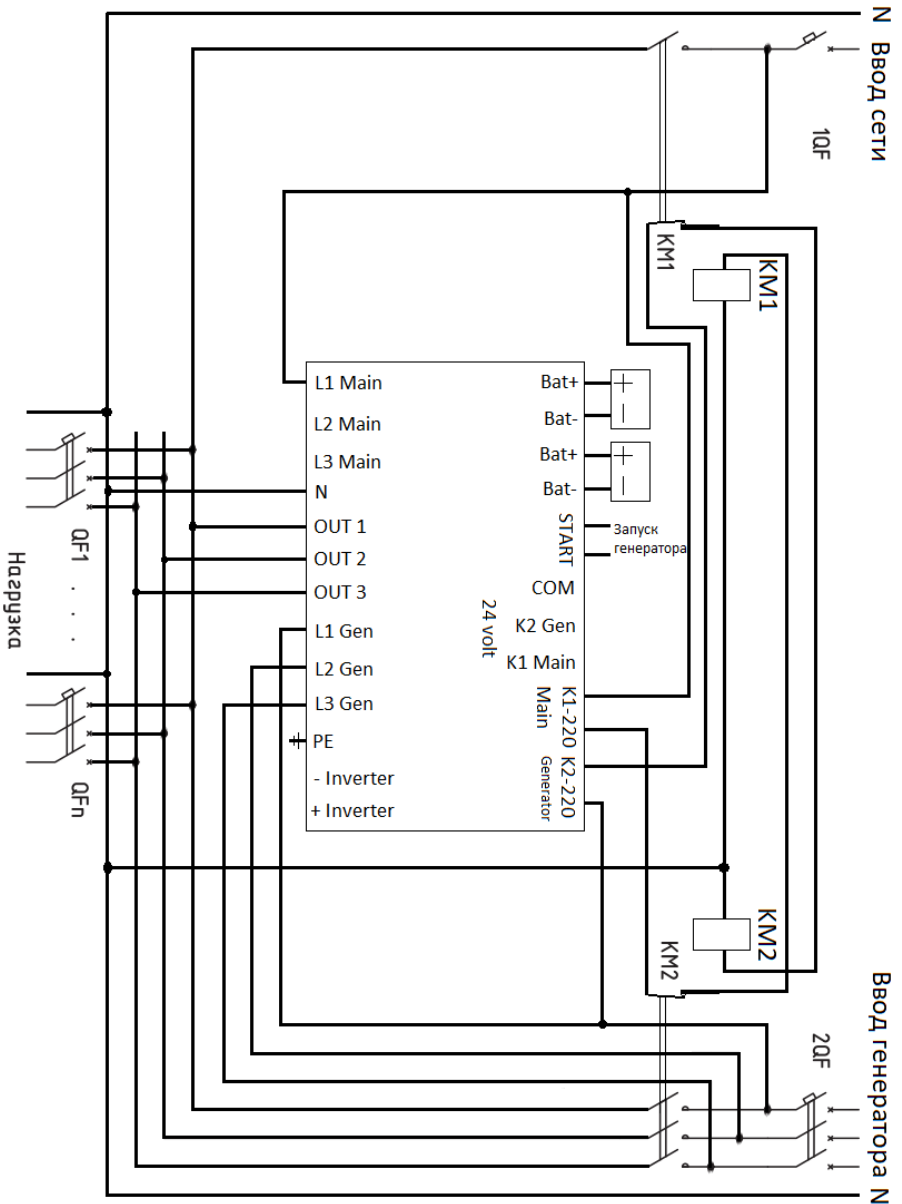 N
Ввод сети
1QF
KM1
KM1
L1 Main
L2 Main
L3 Main
N
OUT 1
OUT 2
OUT 3
L1 Gen
L2 Gen
L3 Gen
PE
- Inverter
+ Inverter
24 volt
Bat+
Bat-
Bat+
Bat-
START
COM
K2 Gen
K1 Main
K1-220
Main
K2-220
Generator
+
−
+
−
Запуск
генератора
QF1 . . .
QFn
Нагрузка
KM2
KM2
2QF
Ввод генератора
N